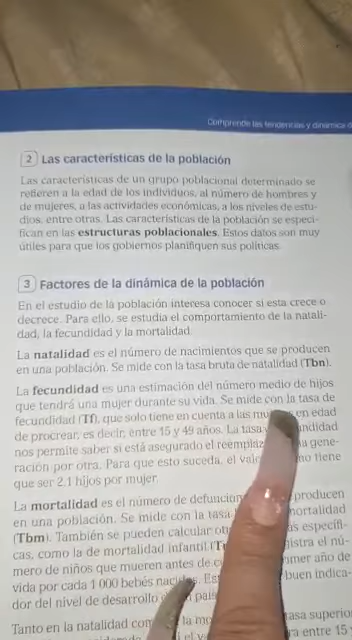 Comprende las tendencias y dinámica d
2 Las características de la población
Las características de un grupo poblacional determinado se
refieren a la edad de los individuos, al número de hombres y
de mujeres, a las actividades económicas, a los niveles de estu-
dios, entre otras. Las características de la población se especi-
fican en las estructuras poblacionales. Estos datos son muy
útiles para que los gobiernos planifiquen sus políticas.
3 Factores de la dinámica de la población
En el estudio de la población interesa conocer si esta crece o
decrece. Para ello, se estudia el comportamiento de la natali-
dad, la fecundidad y la mortalidad.
La natalidad es el número de nacimientos que se producen
en una población. Se mide con la tasa bruta de natalidad (Tbn).
La fecundidad es una estimación del número medio de hijos
que tendrá una mujer durante su vida. Se mide con la tasa de
fecundidad (Tf), que solo tiene en cuenta a las en edad
de procrear, es decir, entre 15 y 49 años. La tasa ndidad
nos permite saber si está asegurado el gene-
ración por otra. Para que esto suceda, el tiene
que ser 2,1 hijos por mujer.
La mortalidad es el número de producen
en una población. Se mide con la tasa mortalidad
(Tbm). También se pueden calcular específi-
cas, como la de mortalidad infantil el nú-
mero de niños que mueren antes de año de
vida por cada 1 000 bebés buen indica-
dor del nivel de desarrollo país
Tanto en la natalidad com la superio
entre 15